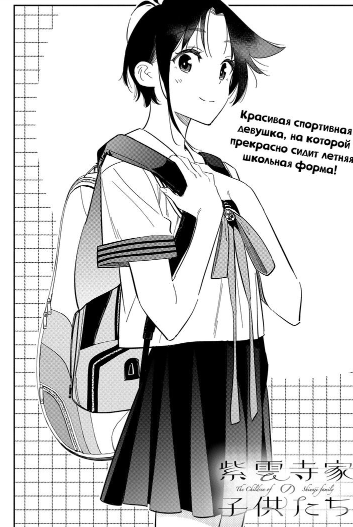 Красивая спортивная
девушка, на которой
прекрасно сидит летняя
школьная форма!
紫雲寺家
The Children of の Shiunji family
子供たち